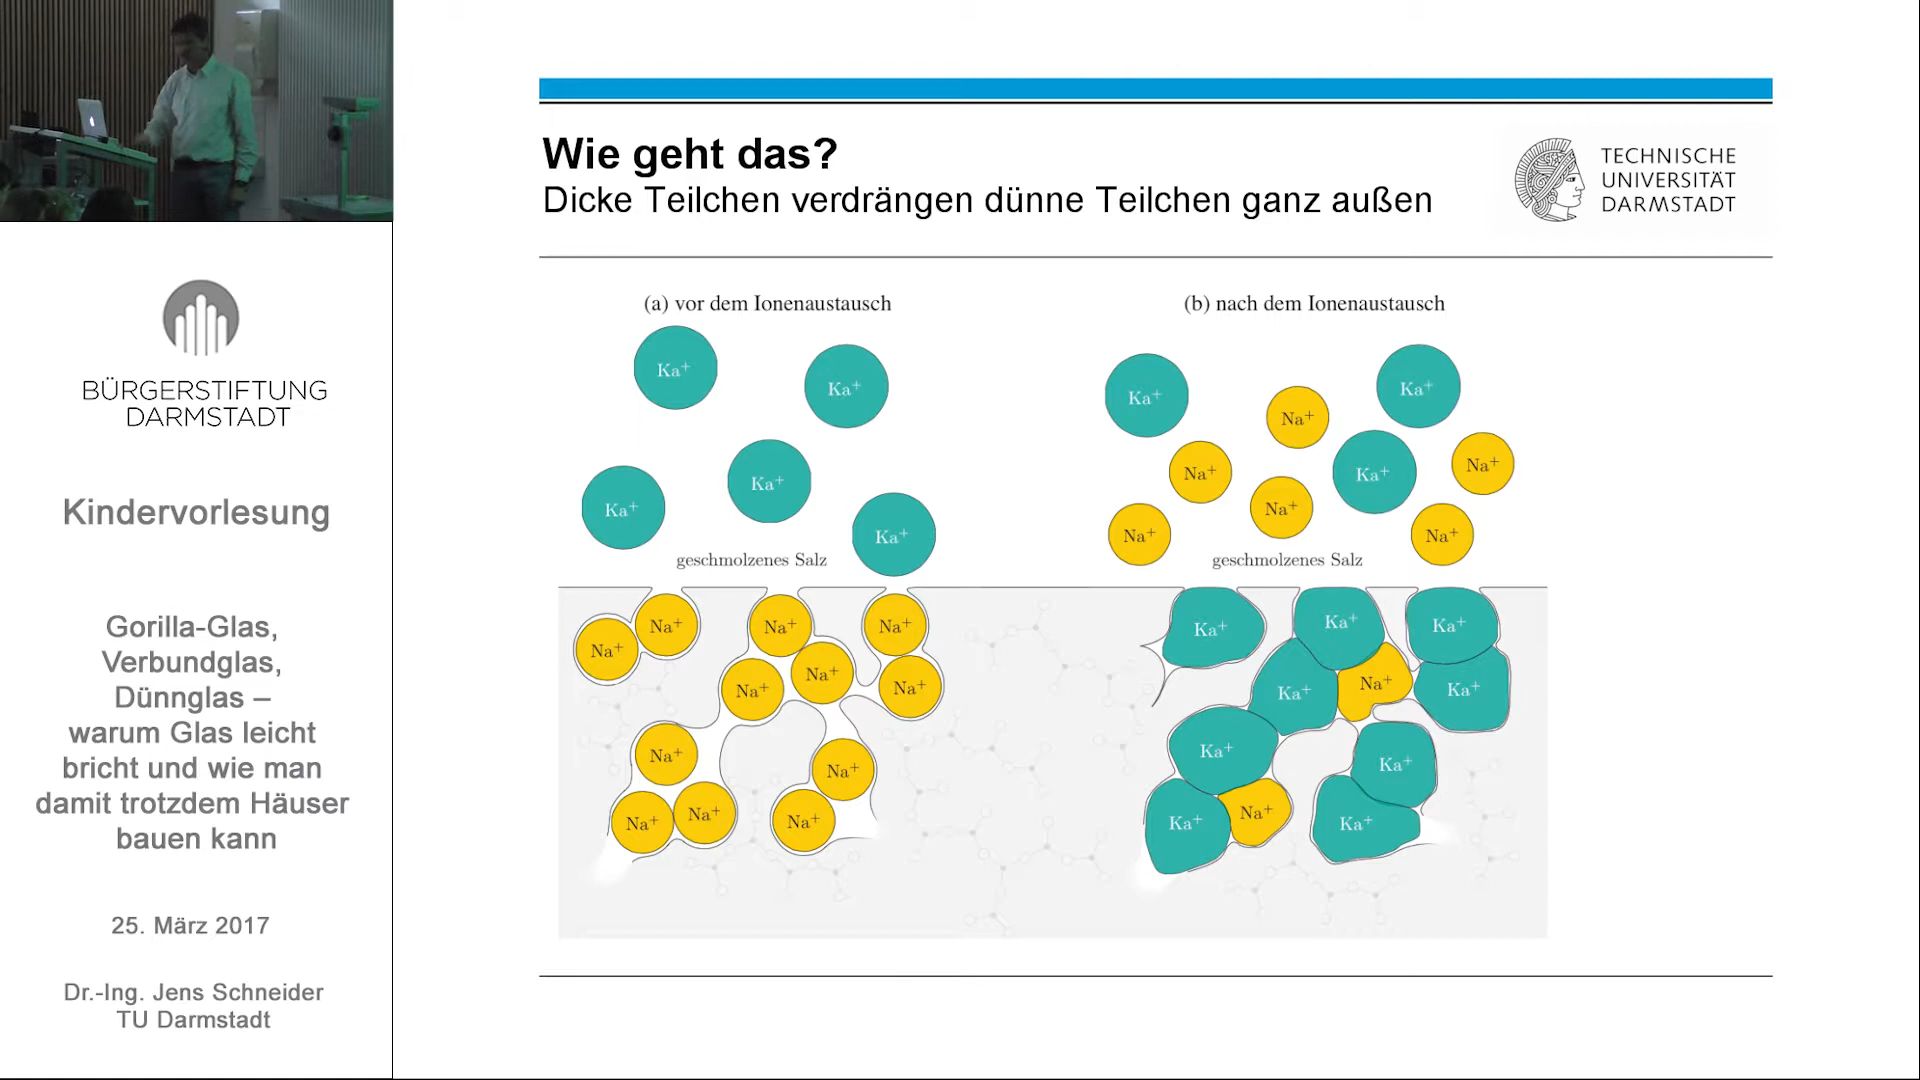 BÜRGERSTIFTUNG
DARMSTADT
Kindervorlesung
Gorilla-Glas,
Verbundglas,
Dünnglas –
warum Glas leicht
bricht und wie man
damit trotzdem Häuser
bauen kann
25. März 2017
Dr.-Ing. Jens Schneider
TU Darmstadt
Wie geht das?
Dicke Teilchen verdrängen dünne Teilchen ganz außen
TECHNISCHE
UNIVERSITÄT
DARMSTADT
(a) vor dem Ionenaustausch
Ka⁺
Ka⁺
Ka⁺
Ka⁺
Ka⁺
geschmolzenes Salz
Na⁺
Na⁺
Na⁺
Na⁺
Na⁺
Na⁺
Na⁺
Na⁺
Na⁺
Na⁺
Na⁺
Na⁺
(b) nach dem Ionenaustausch
Ka⁺
Ka⁺
Na⁺
Na⁺
Ka⁺
Na⁺
Na⁺
Na⁺
Na⁺
geschmolzenes Salz
Ka⁺
Ka⁺
Ka⁺
Ka⁺
Na⁺
Ka⁺
Ka⁺
Ka⁺
Ka⁺
Na⁺
Ka⁺